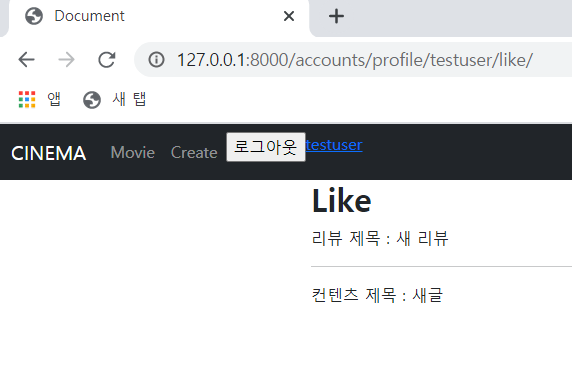 Document
127.0.0.1:8000/accounts/profile/testuser/like/
앱 새 탭
CINEMA Movie Create 로그아웃 testuser
Like
리뷰 제목 : 새 리뷰
컨텐츠 제목 : 새글